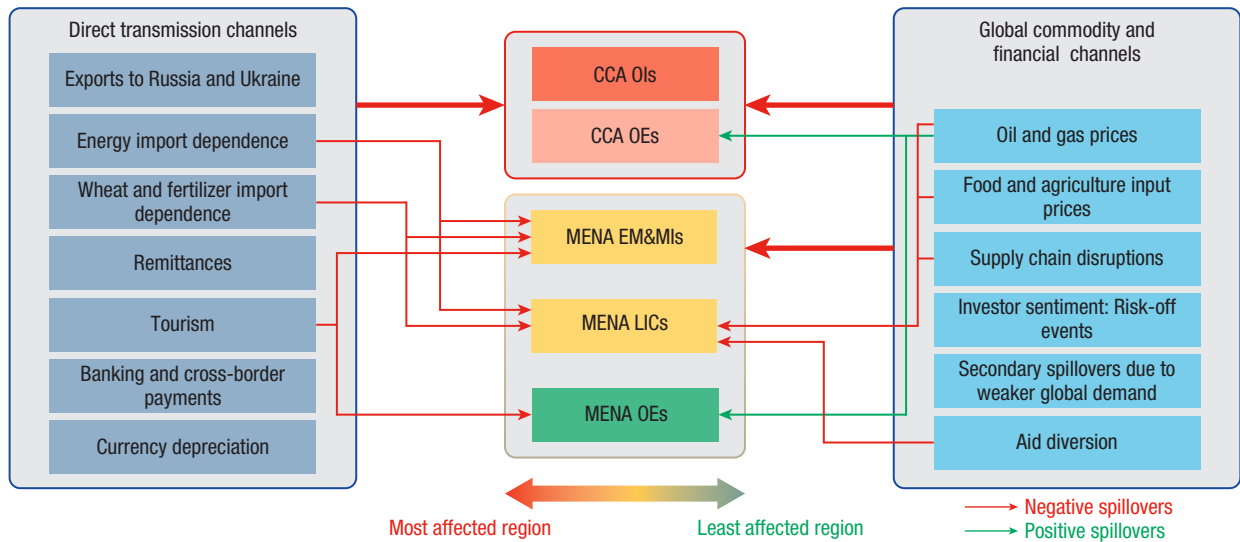 Direct transmission channels
Exports to Russia and Ukraine
Energy import dependence
Wheat and fertilizer import
dependence
Remittances
Tourism
Banking and cross-border
payments
Currency depreciation
CCA OIs
CCA OEs
MENA EM&MIs
MENA LICs
MENA OEs
Most affected region
Least affected region
Global commodity and
financial channels
Oil and gas prices
Food and agriculture input
prices
Supply chain disruptions
Investor sentiment: Risk-off
events
Secondary spillovers due to
weaker global demand
Aid diversion
Negative spillovers
Positive spillovers